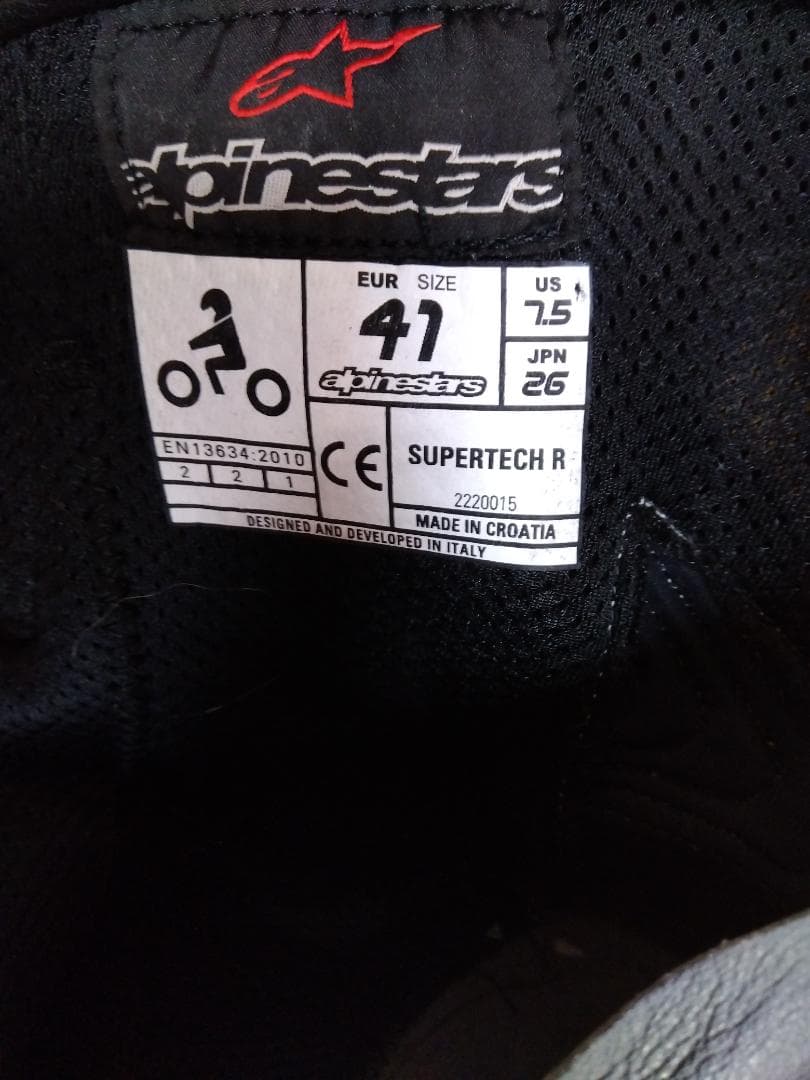 alpinestars
EUR SIZE
41
alpinestars
US
7.5
JPN
26
EN13634:2010
2 2 1
CE
SUPERTECH R
2220015
MADE IN CROATIA
DESIGNED AND DEVELOPED IN ITALY